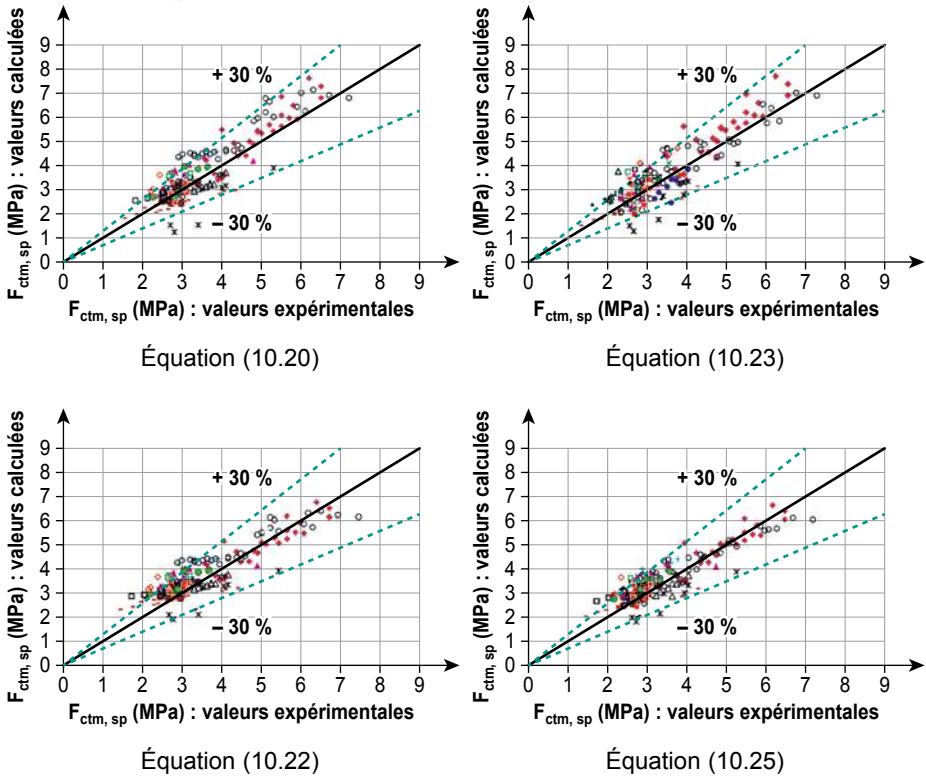 F_ctm, sp (MPa) : valeurs calculées
9
8
7
6
5
4
3
2
1
0
+ 30 %
– 30 %
0 1 2 3 4 5 6 7 8 9
F_ctm, sp (MPa) : valeurs expérimentales
Équation (10.20)
F_ctm, sp (MPa) : valeurs calculées
9
8
7
6
5
4
3
2
1
0
+ 30 %
– 30 %
0 1 2 3 4 5 6 7 8 9
F_ctm, sp (MPa) : valeurs expérimentales
Équation (10.23)
F_ctm, sp (MPa) : valeurs calculées
9
8
7
6
5
4
3
2
1
0
+ 30 %
– 30 %
0 1 2 3 4 5 6 7 8 9
F_ctm, sp (MPa) : valeurs expérimentales
Équation (10.22)
F_ctm, sp (MPa) : valeurs calculées
9
8
7
6
5
4
3
2
1
0
+ 30 %
– 30 %
0 1 2 3 4 5 6 7 8 9
F_ctm, sp (MPa) : valeurs expérimentales
Équation (10.25)